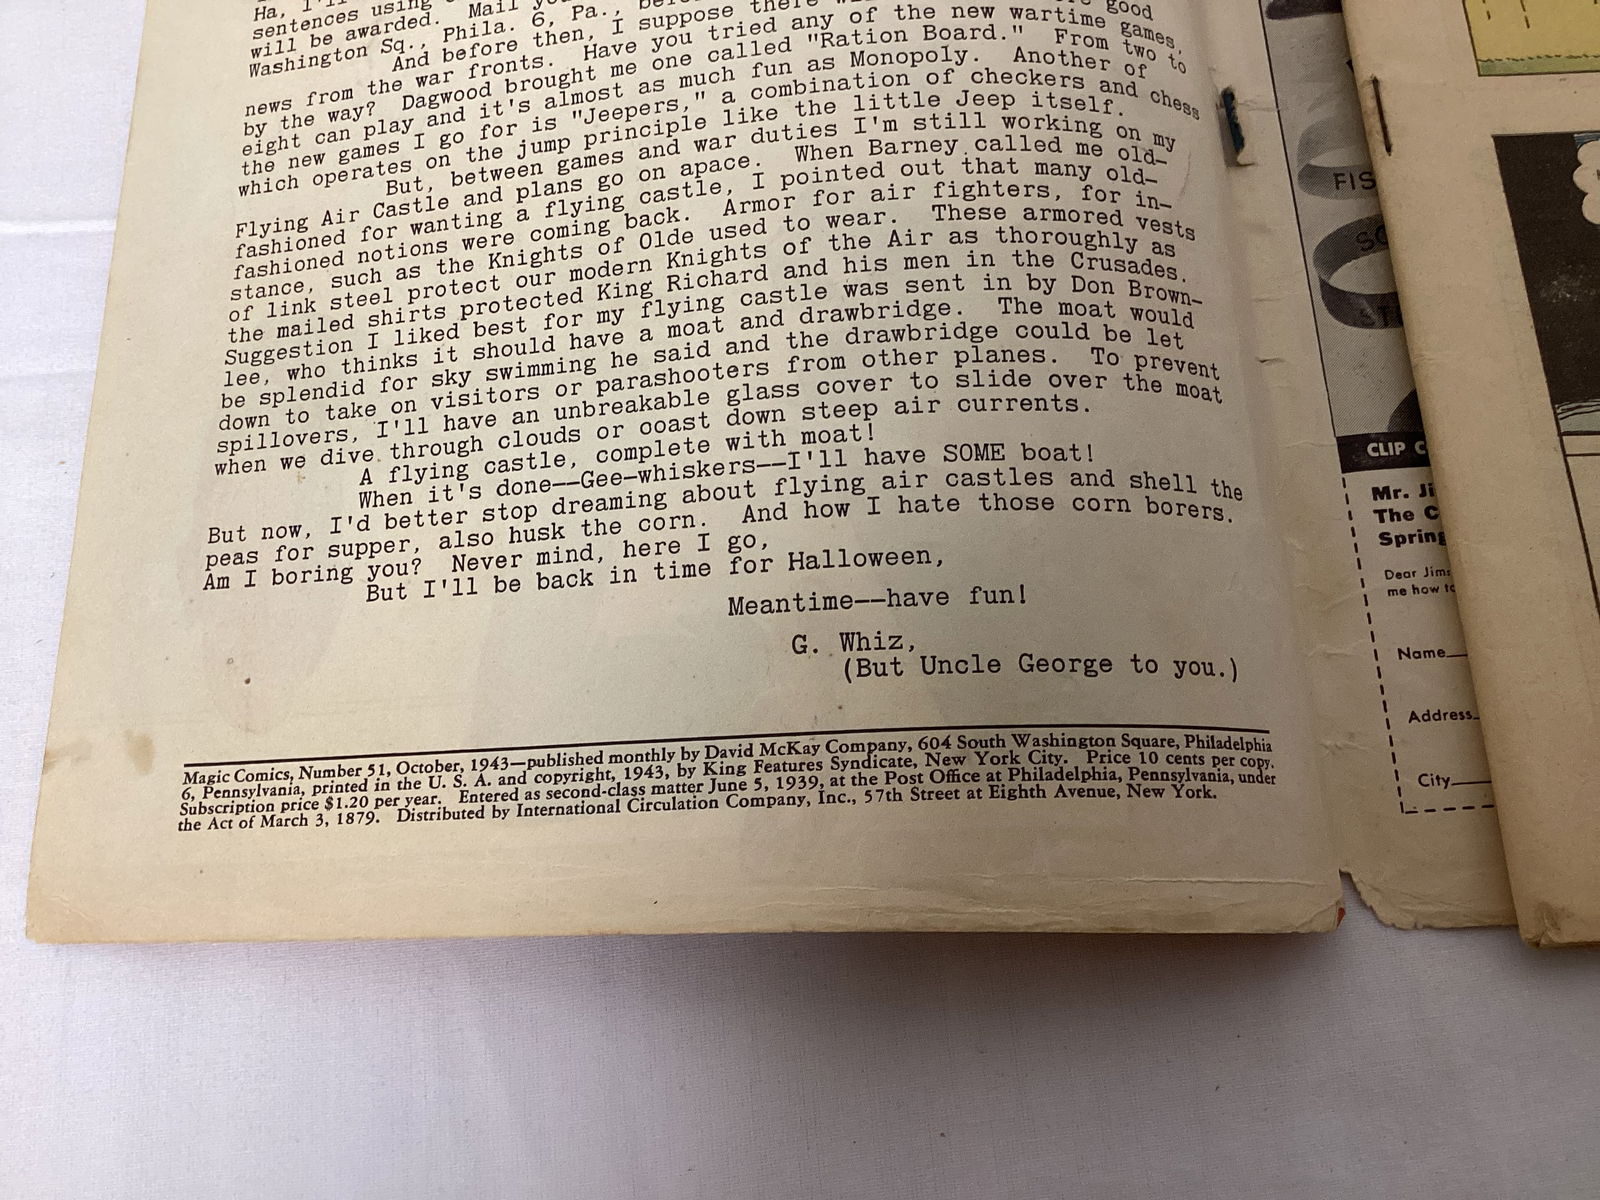 Ha, I'll
sentences using
will be awarded. Mail
Washington Sq., Phila. 6, Pa.,
And before then, I suppose there good
news from the war fronts. Have you tried any of the new wartime games,
by the way? Dagwood brought me one called "Ration Board." From two to
eight can play and it's almost as much fun as Monopoly. Another of
the new games I go for is "Jeepers," a combination of checkers and chess
which operates on the jump principle like the little Jeep itself.
But, between games and war duties I'm still working on my
Flying Air Castle and plans go on apace. When Barney called me old-
fashioned for wanting a flying castle, I pointed out that many old-
fashioned notions were coming back. Armor for air fighters, for in-
stance, such as the Knights of Olde used to wear. These armored vests
of link steel protect our modern Knights of the Air as thoroughly as
the mailed shirts protected King Richard and his men in the Crusades.
Suggestion I liked best for my flying castle was sent in by Don Brown-
lee, who thinks it should have a moat and drawbridge. The moat would
be splendid for sky swimming he said and the drawbridge could be let
down to take on visitors or parashooters from other planes. To prevent
spillovers, I'll have an unbreakable glass cover to slide over the moat
when we dive through clouds or coast down steep air currents.
A flying castle, complete with moat!
When it's done--Gee-whiskers--I'll have SOME boat!
But now, I'd better stop dreaming about flying air castles and shell the
peas for supper, also husk the corn. And how I hate those corn borers.
Am I boring you? Never mind, here I go,
But I'll be back in time for Halloween,
Meantime--have fun!
G. Whiz,
(But Uncle George to you.)
Magic Comics, Number 51, October, 1943—published monthly by David McKay Company, 604 South Washington Square, Philadelphia
6, Pennsylvania, printed in the U. S. A. and copyright, 1943, by King Features Syndicate, New York City. Price 10 cents per copy.
Subscription price $1.20 per year. Entered as second-class matter June 5, 1939, at the Post Office at Philadelphia, Pennsylvania, under
the Act of March 3, 1879. Distributed by International Circulation Company, Inc., 57th Street at Eighth Avenue, New York.
FIS
CLIP C
Mr. Ji
The C
Spring
Dear Jim:
me how to
Name
Address
City